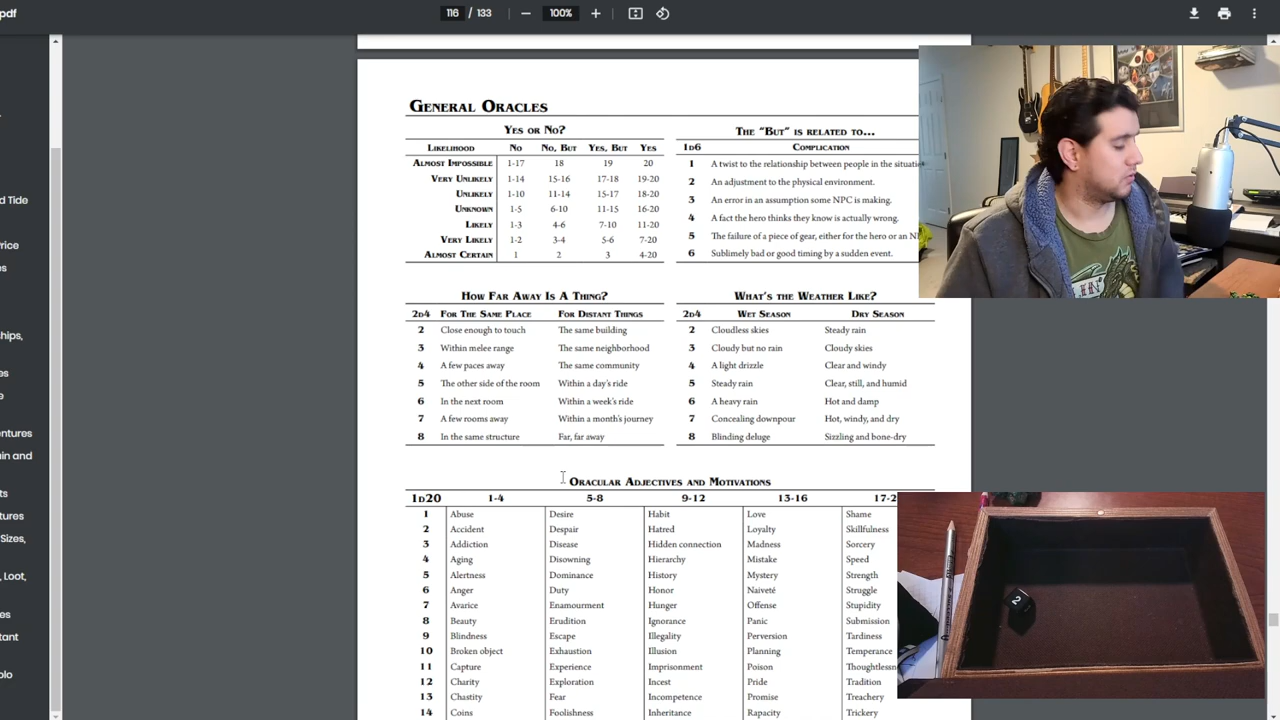 pdf
116 / 133
100%
d Tide
rvice
es
ships,
es
e
entures
ain and
ts
tures
Sizes,
, Loot,
es
tant
olo
General Oracles
Yes or No?
Likelihood No No, But Yes, But Yes
Almost Impossible 1-17 18 19 20
Very Unlikely 1-14 15-16 17-18 19-20
Unlikely 1-10 11-14 15-17 18-20
Unknown 1-5 6-10 11-15 16-20
Likely 1-3 4-6 7-10 11-20
Very Likely 1-2 3-4 5-6 7-20
Almost Certain 1 2 3 4-20
The "But" is related to...
1d6 Complication
1 A twist to the relationship between people in the situati
2 An adjustment to the physical environment.
3 An error in an assumption some NPC is making.
4 A fact the hero thinks they know is actually wrong.
5 The failure of a piece of gear, either for the hero or an N
6 Sublimely bad or good timing by a sudden event.
How Far Away Is A Thing?
2d4 For The Same Place For Distant Things
2 Close enough to touch The same building
3 Within melee range The same neighborhood
4 A few paces away The same community
5 The other side of the room Within a day's ride
6 In the next room Within a week's ride
7 A few rooms away Within a month's journey
8 In the same structure Far, far away
What's the Weather Like?
2d4 Wet Season Dry Season
2 Cloudless skies Steady rain
3 Cloudy but no rain Cloudy skies
4 A light drizzle Clear and windy
5 Steady rain Clear, still, and humid
6 A heavy rain Hot and damp
7 Concealing downpour Hot, windy, and dry
8 Blinding deluge Sizzling and bone-dry
Oracular Adjectives and Motivations
1d20 1-4 5-8 9-12 13-16 17-2
1 Abuse Desire Habit Love Shame
2 Accident Despair Hatred Loyalty Skillfulness
3 Addiction Disease Hidden connection Madness Sorcery
4 Aging Disowning Hierarchy Mistake Speed
5 Alertness Dominance History Mystery Strength
6 Anger Duty Honor Naiveté Struggle
7 Avarice Enamourment Hunger Offense Stupidity
8 Beauty Erudition Ignorance Panic Submission
9 Blindness Escape Illegality Perversion Tardiness
10 Broken object Exhaustion Illusion Planning Temperance
11 Capture Experience Imprisonment Poison Thoughtlessn
12 Charity Exploration Incest Pride Tradition
13 Chastity Fear Incompetence Promise Treachery
14 Coins Foolishness Inheritance Rapacity Trickery
2